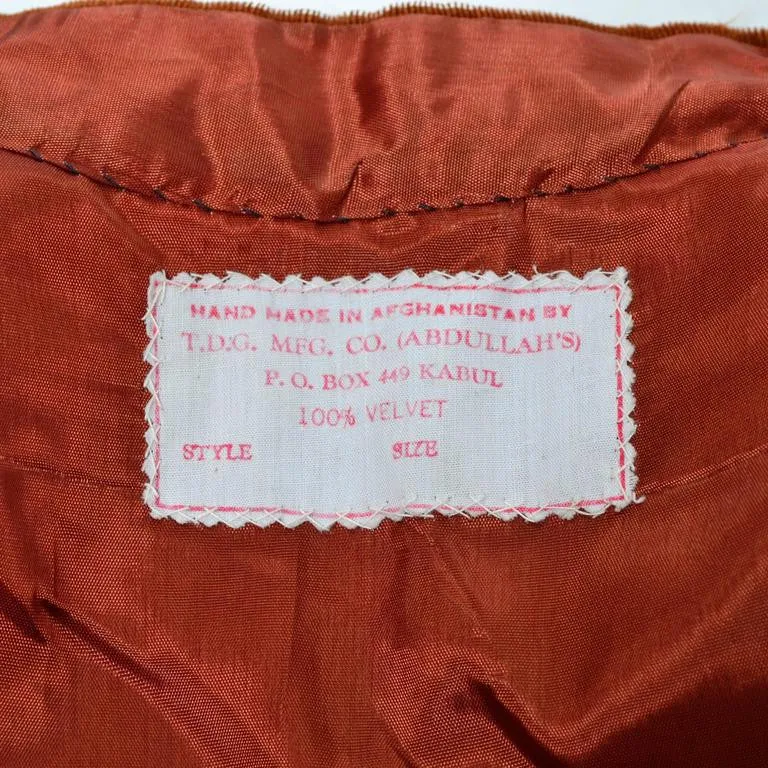 HAND MADE IN AFGHANISTAN BY
T.D.G. MFG. CO. (ABDULLAH'S)
P. O. BOX 449 KABUL
100% VELVET
STYLE SIZE